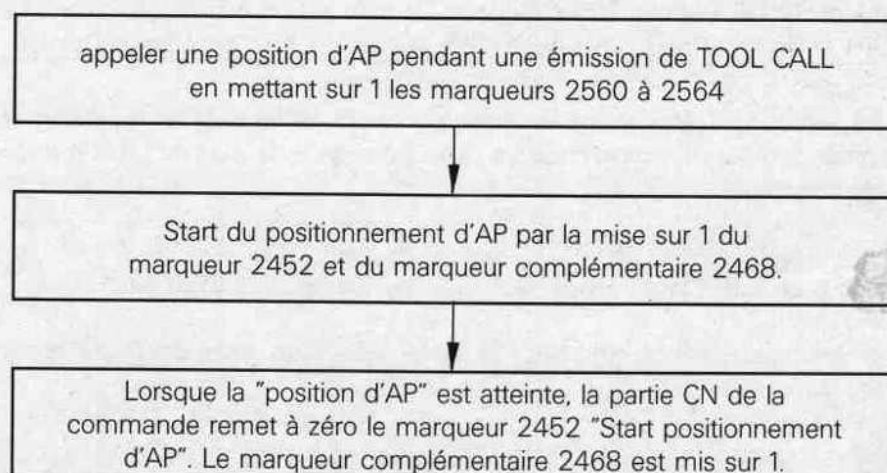 appeler une position d'AP pendant une émission de TOOL CALL
en mettant sur 1 les marqueurs 2560 à 2564
Start du positionnement d'AP par la mise sur 1 du
marqueur 2452 et du marqueur complémentaire 2468.
Lorsque la "position d'AP" est atteinte, la partie CN de la
commande remet à zéro le marqueur 2452 "Start positionnement
d'AP". Le marqueur complémentaire 2468 est mis sur 1.